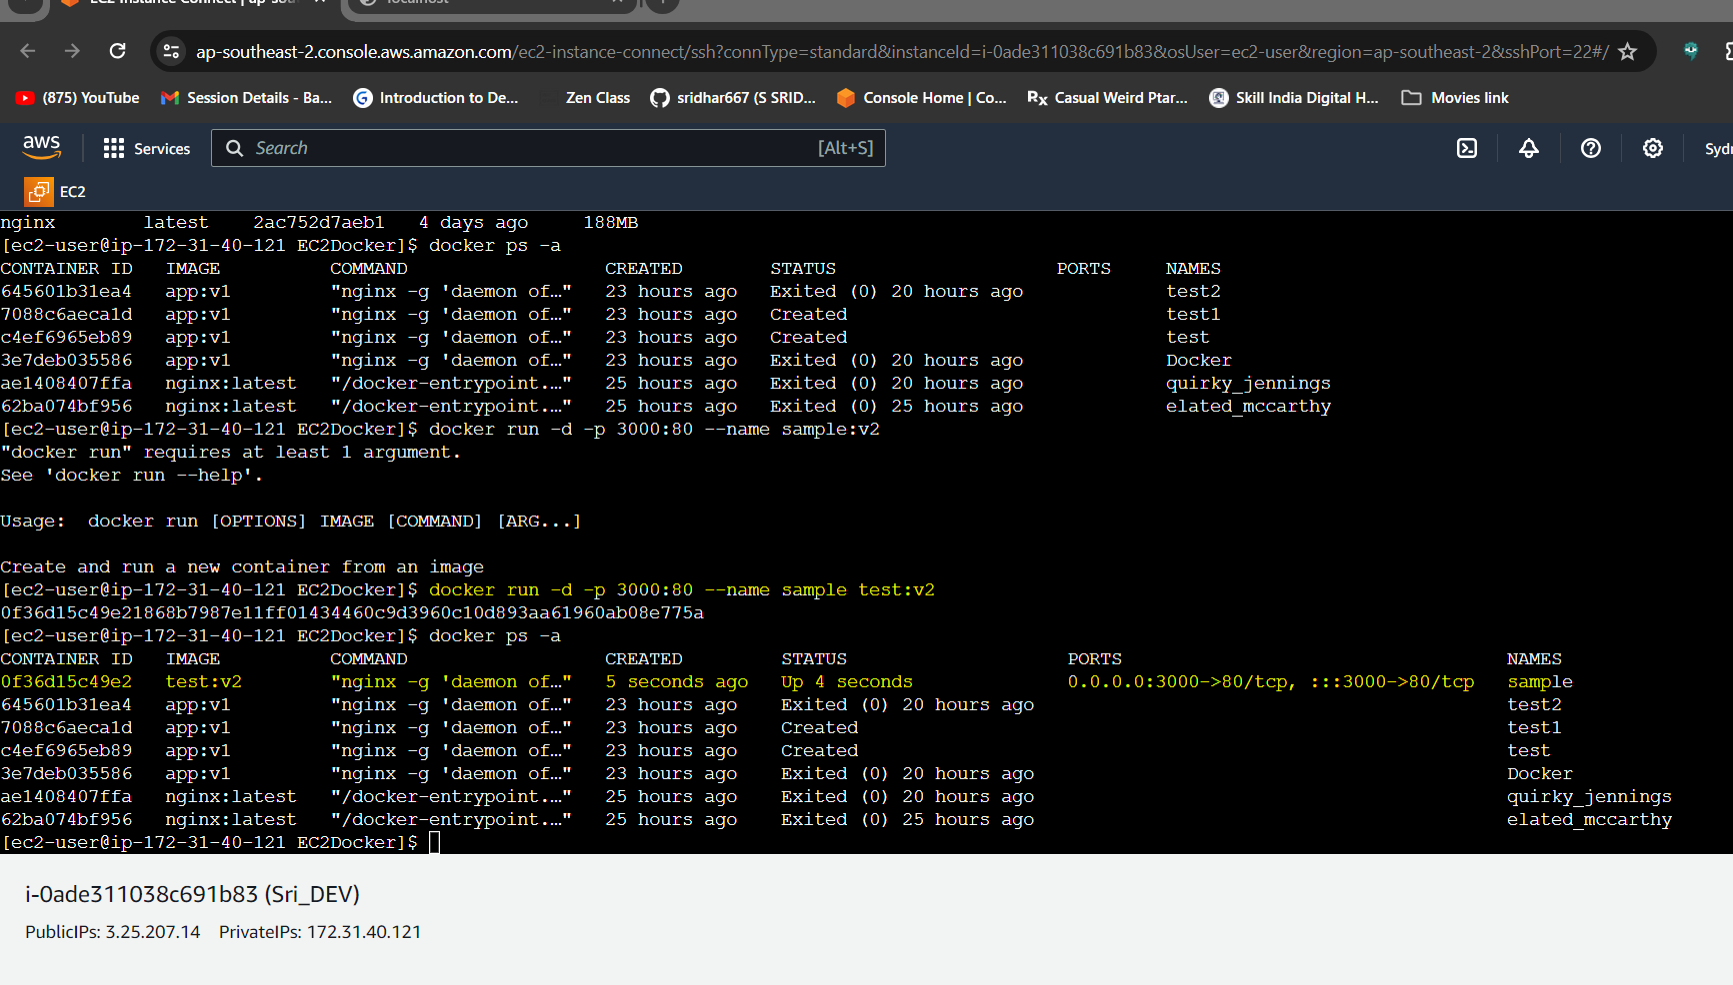 EC2 Instance Connect | ap-sou
localhost
ap-southeast-2.console.aws.amazon.com/ec2-instance-connect/ssh?connType=standard&instanceId=i-0ade311038c691b83&osUser=ec2-user&region=ap-southeast-2&sshPort=22#/
(875) YouTube Session Details - Ba... Introduction to De... Zen Class sridhar667 (S SRID... Console Home | Co... Rx Casual Weird Ptar... Skill India Digital H... Movies link
aws Services Search [Alt+S] Sydn
EC2
nginx latest 2ac752d7aeb1 4 days ago 188MB
[ec2-user@ip-172-31-40-121 EC2Docker]$ docker ps -a
CONTAINER ID IMAGE COMMAND CREATED STATUS PORTS NAMES
645601b31ea4 app:v1 "nginx -g 'daemon of…" 23 hours ago Exited (0) 20 hours ago test2
7088c6aeca1d app:v1 "nginx -g 'daemon of…" 23 hours ago Created test1
c4ef6965eb89 app:v1 "nginx -g 'daemon of…" 23 hours ago Created test
3e7deb035586 app:v1 "nginx -g 'daemon of…" 23 hours ago Exited (0) 20 hours ago Docker
ae1408407ffa nginx:latest "/docker-entrypoint.…" 25 hours ago Exited (0) 20 hours ago quirky_jennings
62ba074bf956 nginx:latest "/docker-entrypoint.…" 25 hours ago Exited (0) 25 hours ago elated_mccarthy
[ec2-user@ip-172-31-40-121 EC2Docker]$ docker run -d -p 3000:80 --name sample:v2
"docker run" requires at least 1 argument.
See 'docker run --help'.
Usage: docker run [OPTIONS] IMAGE [COMMAND] [ARG...]
Create and run a new container from an image
[ec2-user@ip-172-31-40-121 EC2Docker]$ docker run -d -p 3000:80 --name sample test:v2
0f36d15c49e21868b7987e11ff01434460c9d3960c10d893aa61960ab08e775a
[ec2-user@ip-172-31-40-121 EC2Docker]$ docker ps -a
CONTAINER ID IMAGE COMMAND CREATED STATUS PORTS NAMES
0f36d15c49e2 test:v2 "nginx -g 'daemon of…" 5 seconds ago Up 4 seconds 0.0.0.0:3000->80/tcp, :::3000->80/tcp sample
645601b31ea4 app:v1 "nginx -g 'daemon of…" 23 hours ago Exited (0) 20 hours ago test2
7088c6aeca1d app:v1 "nginx -g 'daemon of…" 23 hours ago Created test1
c4ef6965eb89 app:v1 "nginx -g 'daemon of…" 23 hours ago Created test
3e7deb035586 app:v1 "nginx -g 'daemon of…" 23 hours ago Exited (0) 20 hours ago Docker
ae1408407ffa nginx:latest "/docker-entrypoint.…" 25 hours ago Exited (0) 20 hours ago quirky_jennings
62ba074bf956 nginx:latest "/docker-entrypoint.…" 25 hours ago Exited (0) 25 hours ago elated_mccarthy
[ec2-user@ip-172-31-40-121 EC2Docker]$
i-0ade311038c691b83 (Sri_DEV)
PublicIPs: 3.25.207.14 PrivateIPs: 172.31.40.121